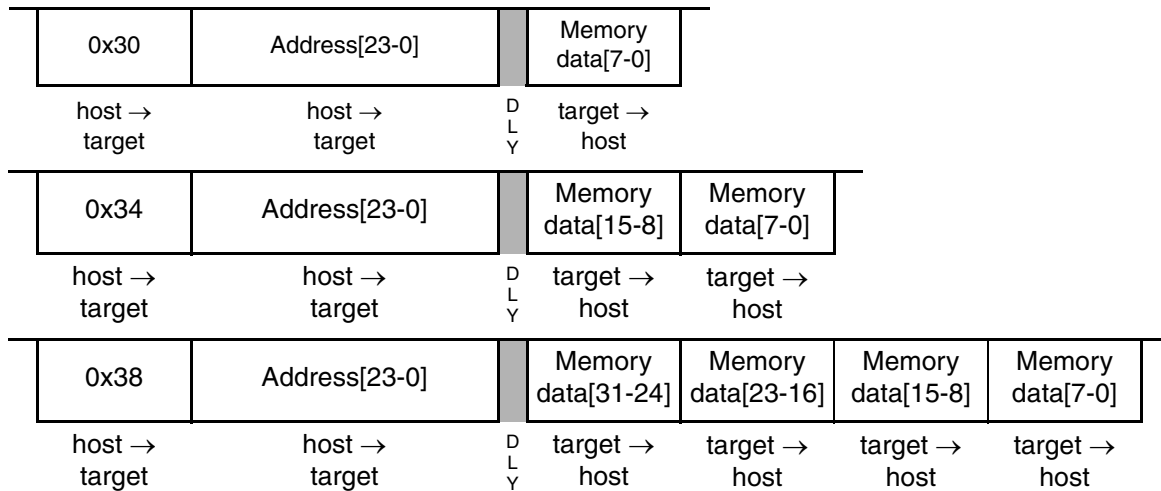 0x30 Address[23-0] Memory
data[7-0]
host → host → D target →
target target L host
Y
0x34 Address[23-0] Memory Memory
data[15-8] data[7-0]
host → host → D target → target →
target target L host host
Y
0x38 Address[23-0] Memory Memory Memory Memory
data[31-24] data[23-16] data[15-8] data[7-0]
host → host → D target → target → target → target →
target target L host host host host
Y